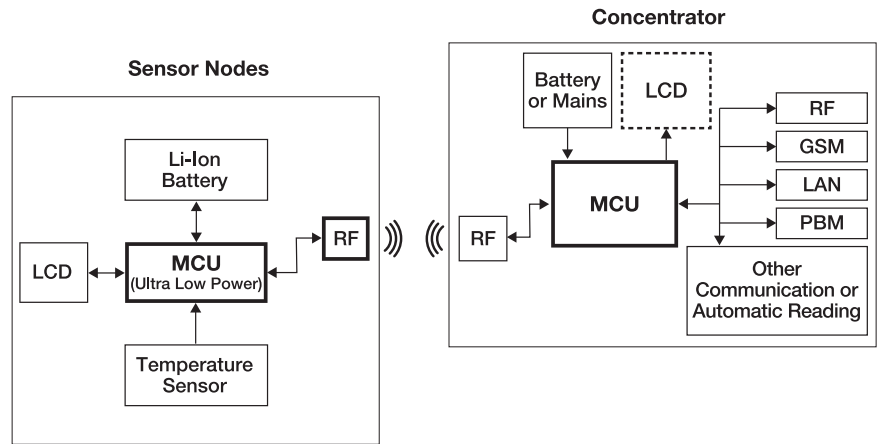 Concentrator
Sensor Nodes
Battery
or Mains
LCD
RF
GSM
LAN
PBM
MCU
RF
Other
Communication or
Automatic Reading
Li-Ion
Battery
RF
LCD
MCU
(Ultra Low Power)
Temperature
Sensor